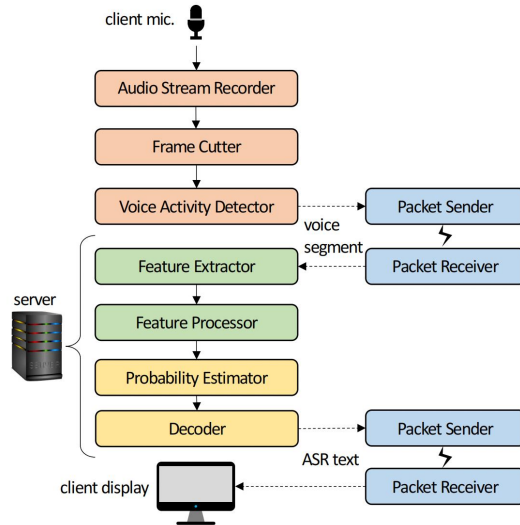 client mic.
Audio Stream Recorder
Frame Cutter
Voice Activity Detector
Packet Sender
voice
segment
Feature Extractor
Packet Receiver
server
Feature Processor
Probability Estimator
Decoder
Packet Sender
ASR text
client display
Packet Receiver